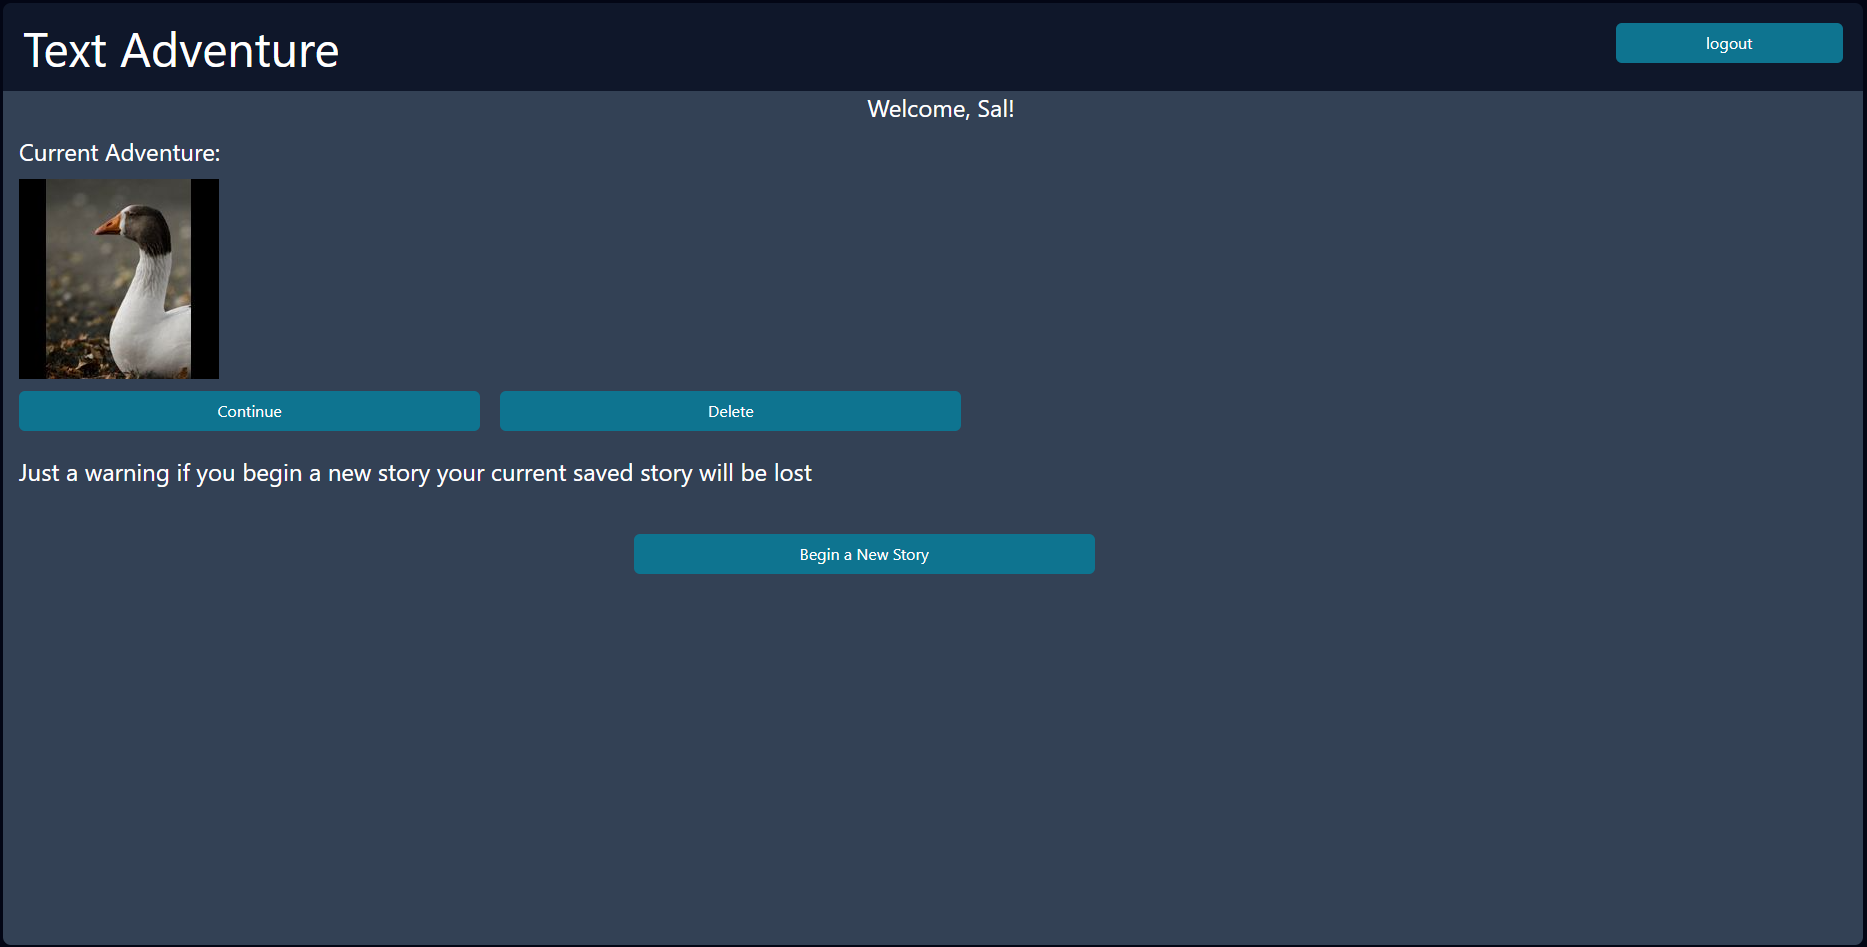 Text Adventure
logout
Welcome, Sal!
Current Adventure:
Continue
Delete
Just a warning if you begin a new story your current saved story will be lost
Begin a New Story